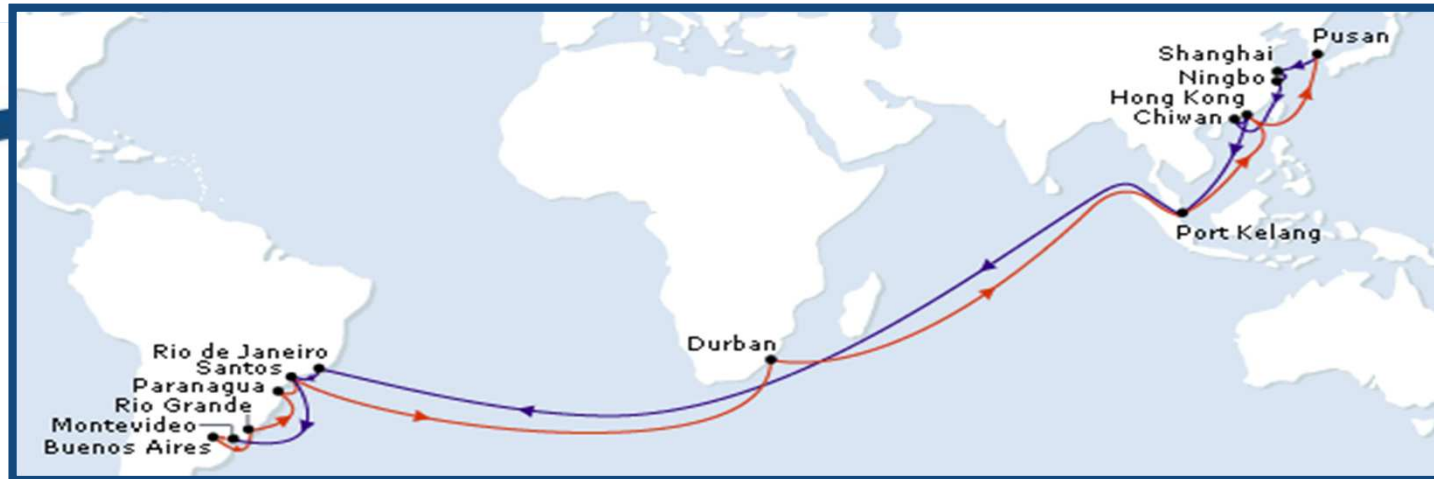 Pusan
Shanghai
Ningbo
Hong Kong
Chiwan
Port Kelang
Durban
Rio de Janeiro
Santos
Paranagua
Rio Grande
Montevideo
Buenos Aires